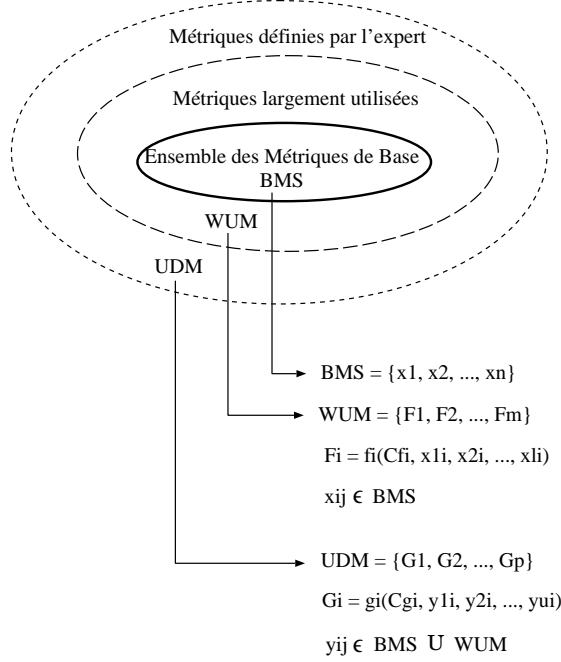 Métriques définies par l'expert
Métriques largement utilisées
Ensemble des Métriques de Base
BMS
WUM
UDM
BMS = {x1, x2, ..., xn}
WUM = {F1, F2, ..., Fm}
Fi = fi(Cfi, x1i, x2i, ..., xli)
xij ϵ BMS
UDM = {G1, G2, ..., Gp}
Gi = gi(Cgi, y1i, y2i, ..., yui)
yij ϵ BMS U WUM